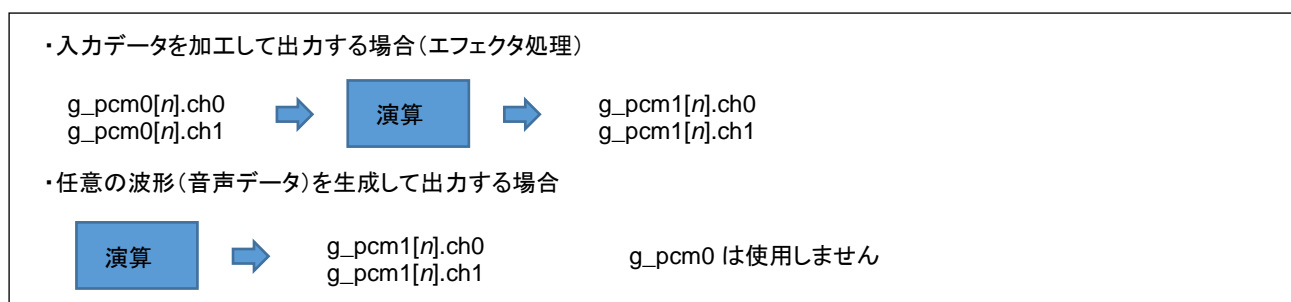 ・入力データを加工して出力する場合(エフェクタ処理)
g_pcm0[n].ch0
g_pcm0[n].ch1
演算
g_pcm1[n].ch0
g_pcm1[n].ch1
・任意の波形(音声データ)を生成して出力する場合
演算
g_pcm1[n].ch0
g_pcm1[n].ch1
g_pcm0 は使用しません